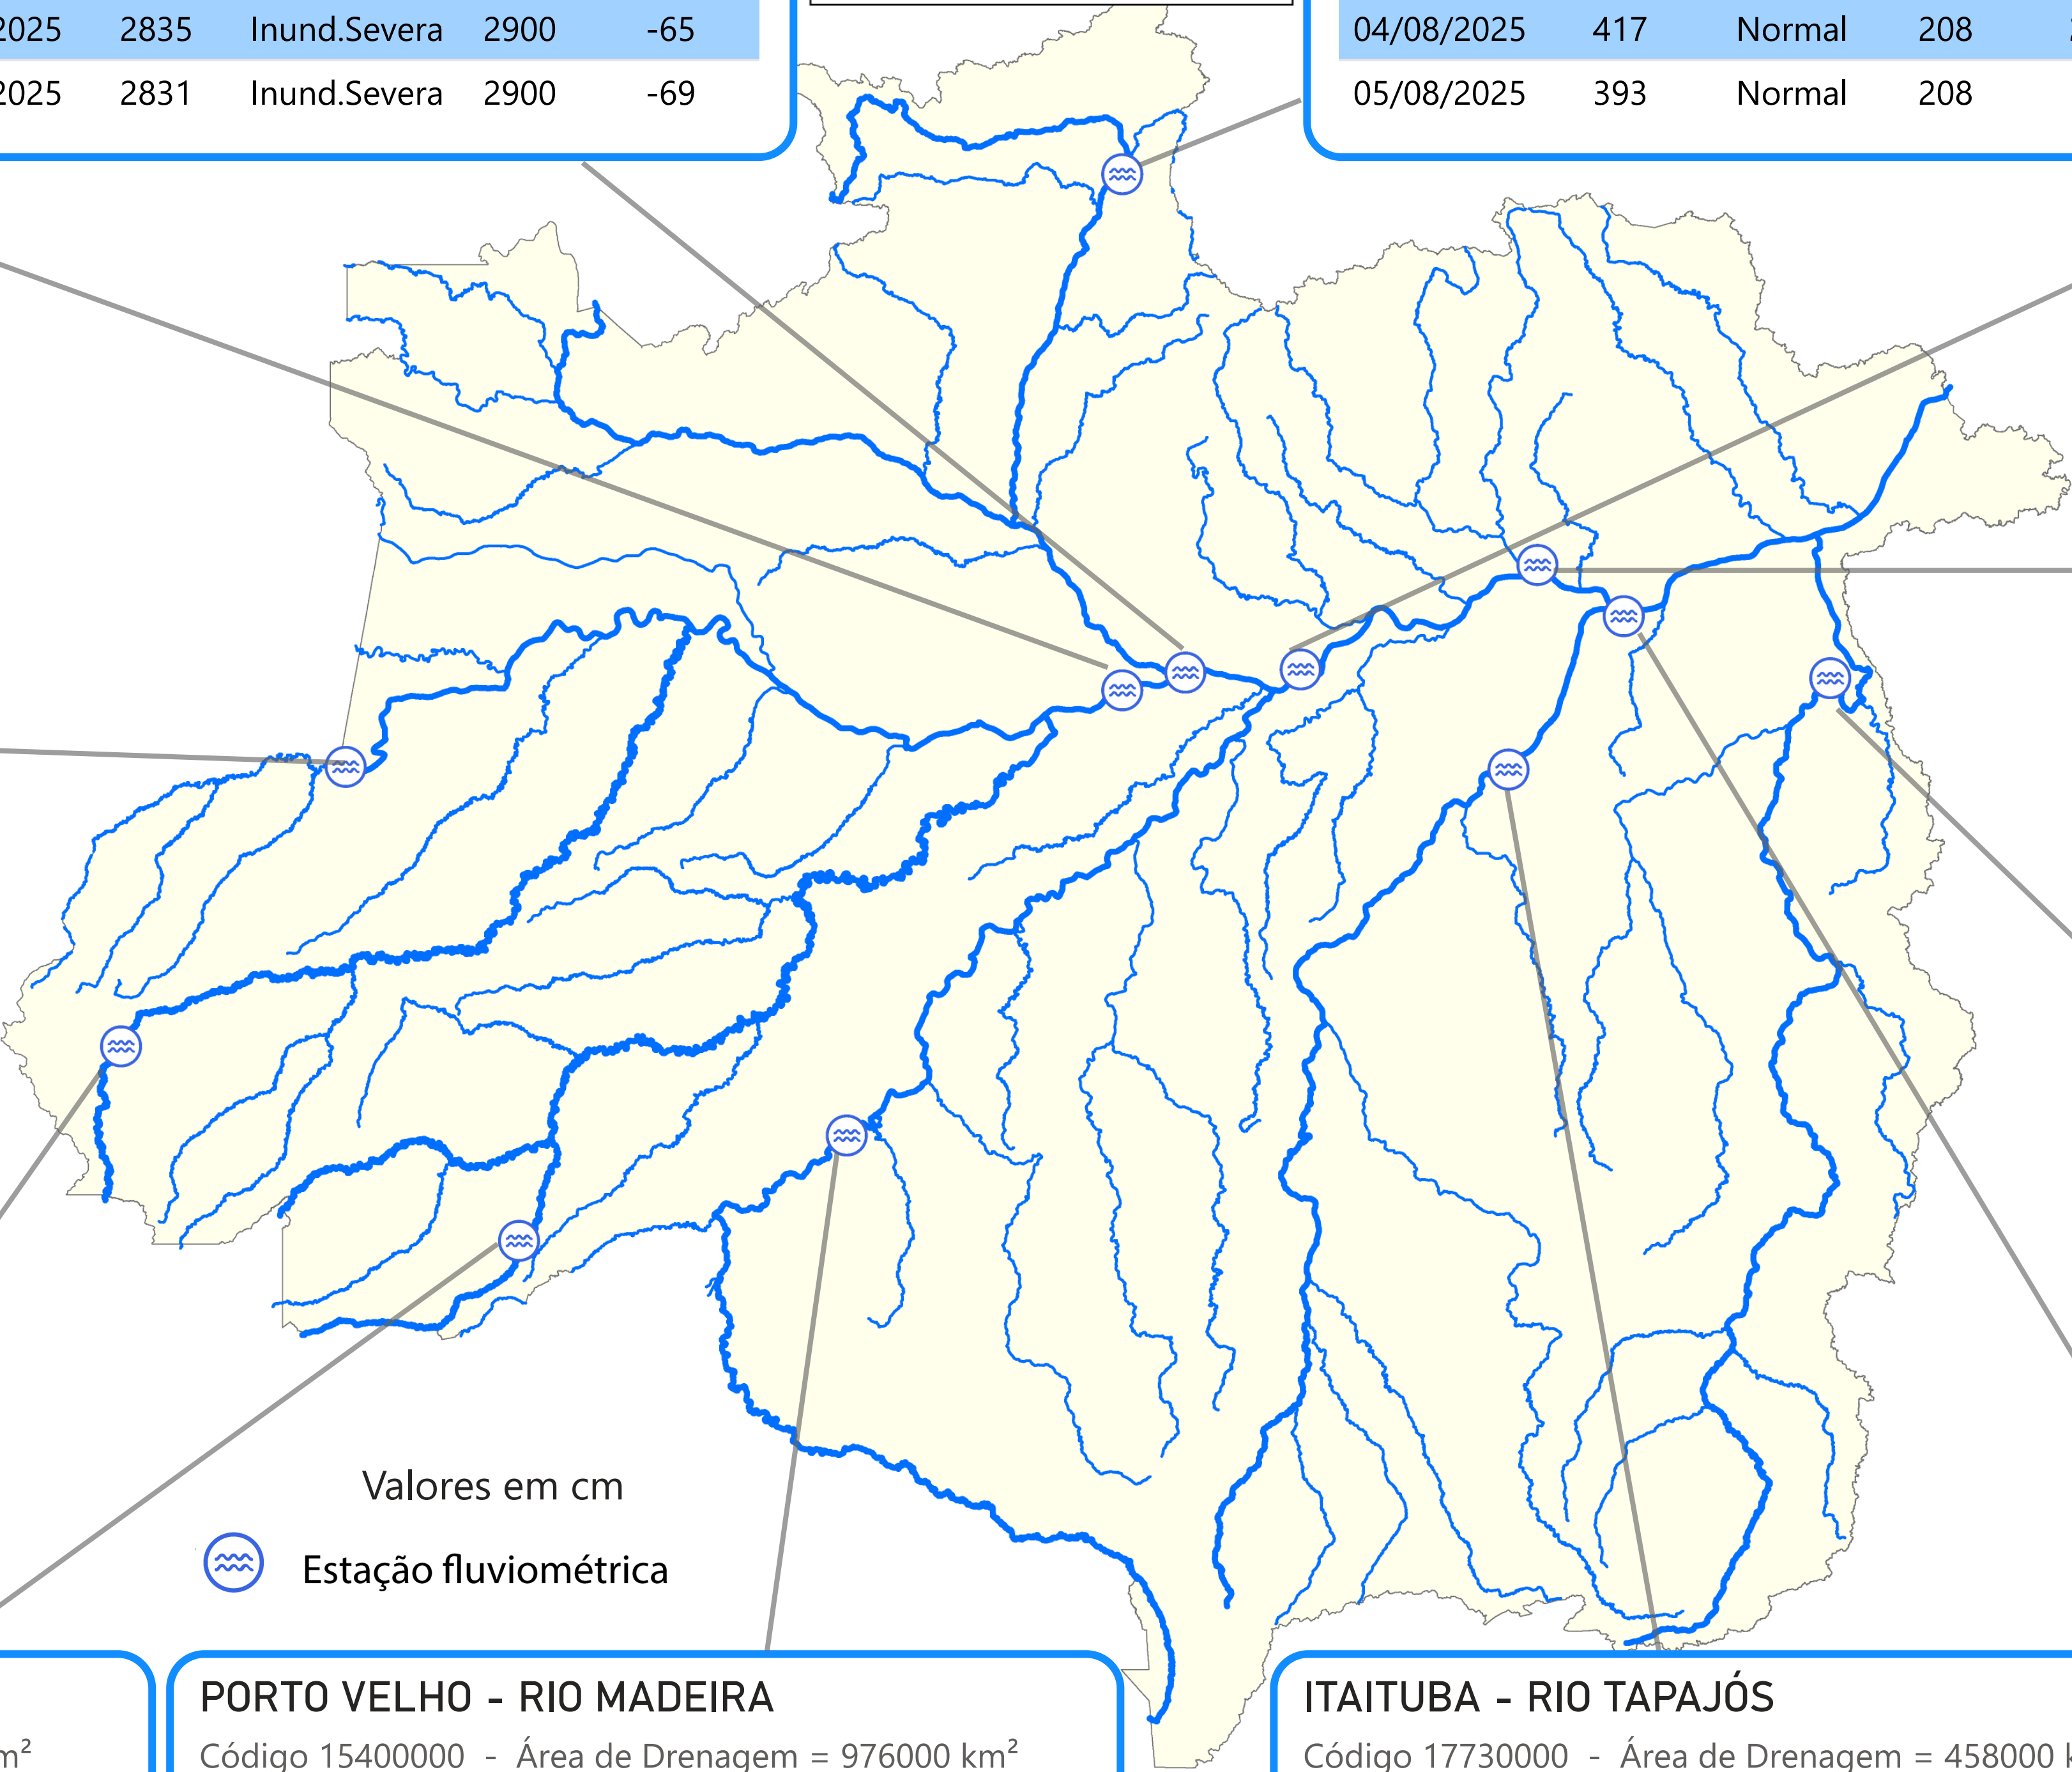 2025 2835 Inund.Severa 2900 -65
2025 2831 Inund.Severa 2900 -69
04/08/2025 417 Normal 208
05/08/2025 393 Normal 208
Valores em cm
Estação fluviométrica
m²
PORTO VELHO - RIO MADEIRA
Código 15400000 - Área de Drenagem = 976000 km²
ITAITUBA - RIO TAPAJÓS
Código 17730000 - Área de Drenagem = 458000 k